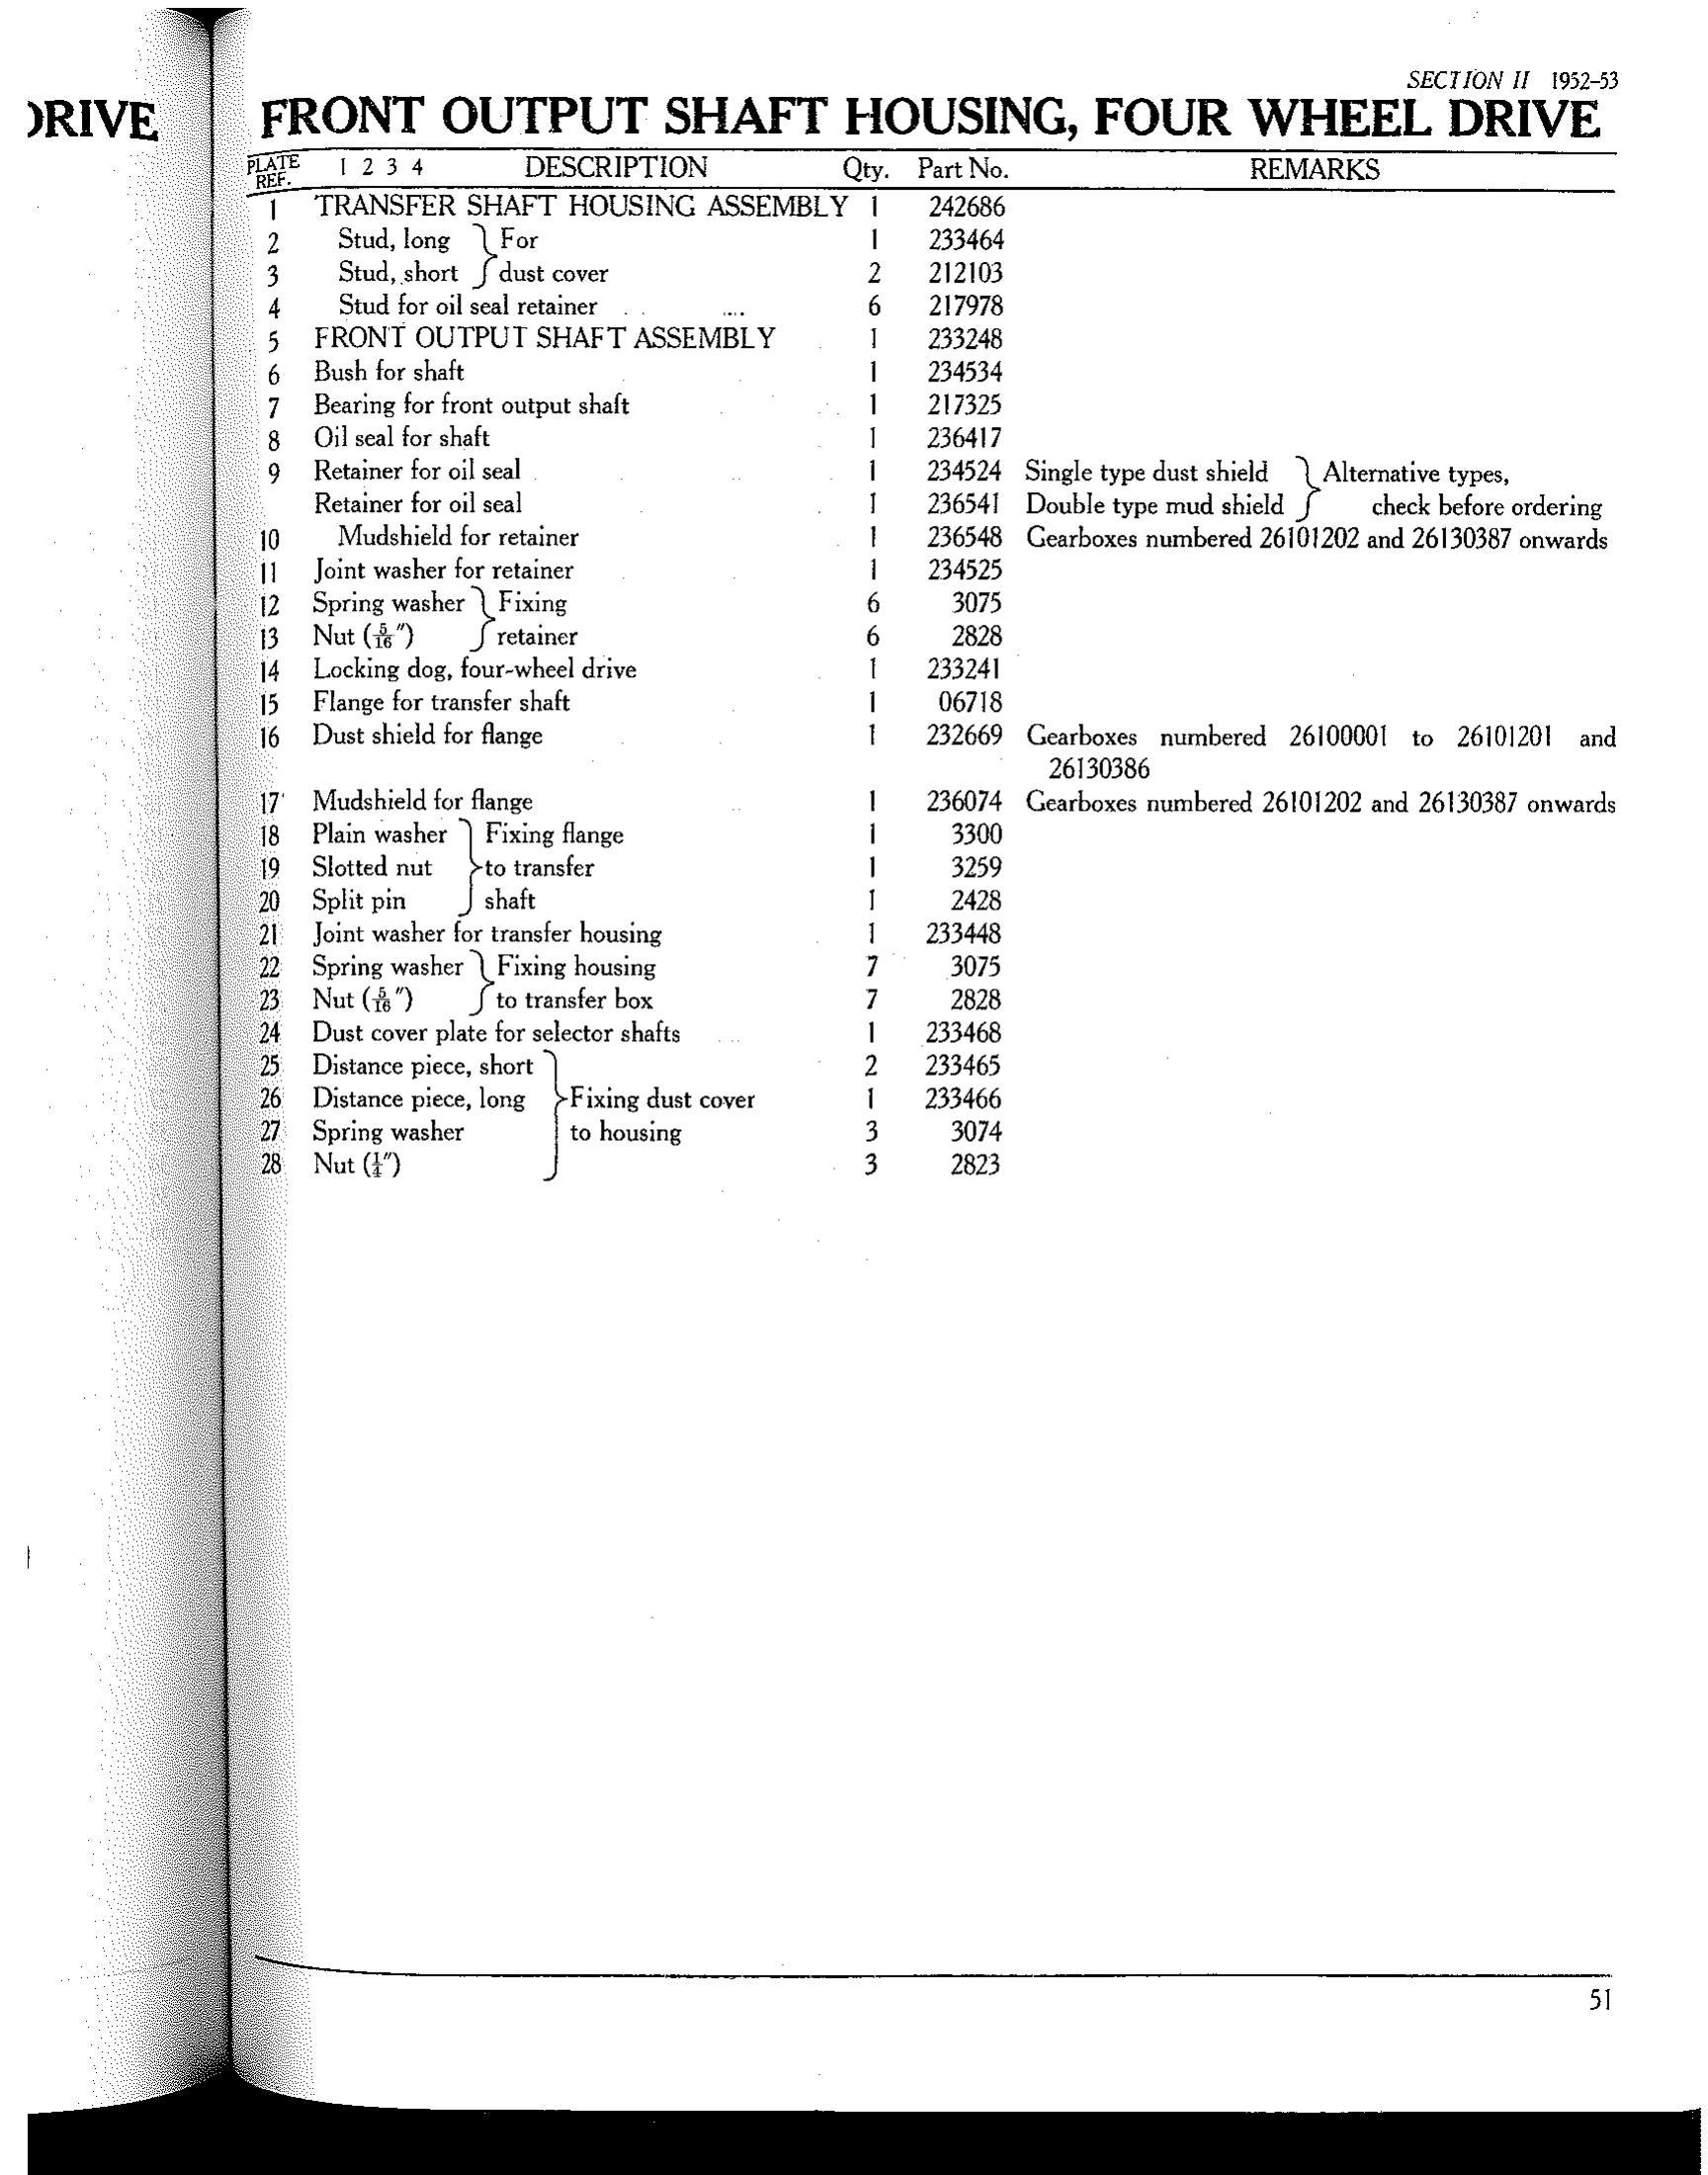 SECTION II 1952-53
DRIVE
FRONT OUTPUT SHAFT HOUSING, FOUR WHEEL DRIVE
PLATE REF. 1 2 3 4 DESCRIPTION Qty. Part No. REMARKS
1 TRANSFER SHAFT HOUSING ASSEMBLY 1 242686
2 Stud, long } For 1 233464
3 Stud, short } dust cover 2 212103
4 Stud for oil seal retainer .... 6 217978
5 FRONT OUTPUT SHAFT ASSEMBLY 1 233248
6 Bush for shaft 1 234534
7 Bearing for front output shaft 1 217325
8 Oil seal for shaft 1 236417
9 Retainer for oil seal 1 234524 Single type dust shield } Alternative types,
Retainer for oil seal 1 236541 Double type mud shield } check before ordering
10 Mudshield for retainer 1 236548 Gearboxes numbered 26101202 and 26130387 onwards
11 Joint washer for retainer 1 234525
12 Spring washer } Fixing 6 3075
13 Nut (5/16″) } retainer 6 2828
14 Locking dog, four-wheel drive 1 233241
15 Flange for transfer shaft 1 06718
16 Dust shield for flange 1 232669 Gearboxes numbered 26100001 to 26101201 and
26130386
17 Mudshield for flange 1 236074 Gearboxes numbered 26101202 and 26130387 onwards
18 Plain washer } Fixing flange 1 3300
19 Slotted nut } to transfer 1 3259
20 Split pin } shaft 1 2428
21 Joint washer for transfer housing 1 233448
22 Spring washer } Fixing housing 7 3075
23 Nut (5/16″) } to transfer box 7 2828
24 Dust cover plate for selector shafts 1 233468
25 Distance piece, short } 2 233465
26 Distance piece, long } Fixing dust cover 1 233466
27 Spring washer } to housing 3 3074
28 Nut (1/4″) } 3 2823
51